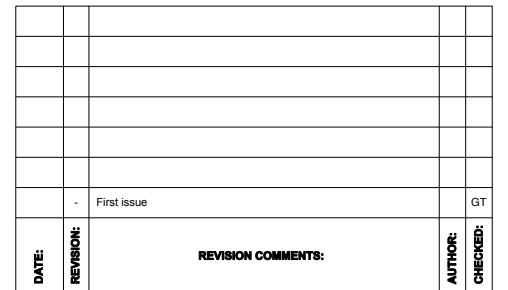 - First issue GT
DATE: REVISION: REVISION COMMENTS: AUTHOR: CHECKED: